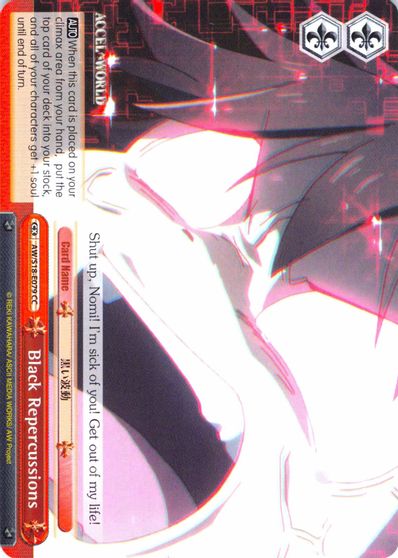 ACCEL·WORLD
【AUTO】When this card is placed on your
climax area from your hand, put the
top card of your deck into your stock,
and all of your characters get +1 soul
until end of turn.
Shut up, Nomi! I'm sick of you! Get out of my life!
Card Name
黒い波動
CX
AW/S18-E079 CC
Black Repercussions
© REKI KAWAHARA/ ASCII MEDIA WORKS/ AW Project